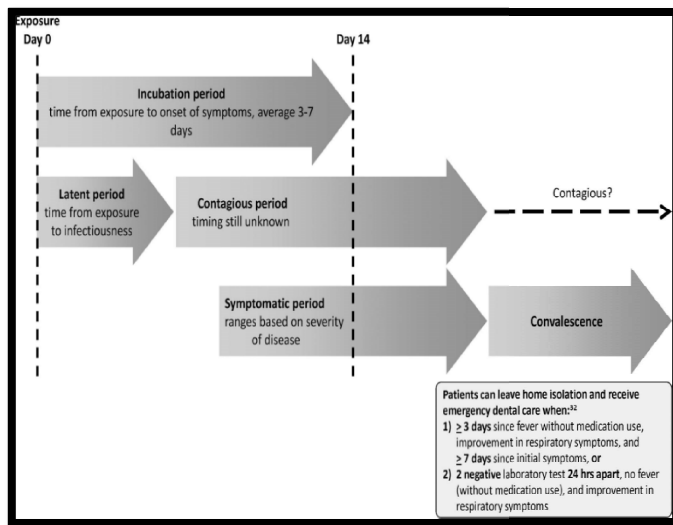 Exposure
Day 0
Day 14
Incubation period
time from exposure to onset of symptoms, average 3-7
days
Latent period
time from exposure
to infectiousness
Contagious period
timing still unknown
Contagious?
Symptomatic period
ranges based on severity
of disease
Convalescence
Patients can leave home isolation and receive
emergency dental care when:³²
1) ≥ 3 days since fever without medication use,
improvement in respiratory symptoms, and
≥ 7 days since initial symptoms, or
2) 2 negative laboratory test 24 hrs apart, no fever
(without medication use), and improvement in
respiratory symptoms